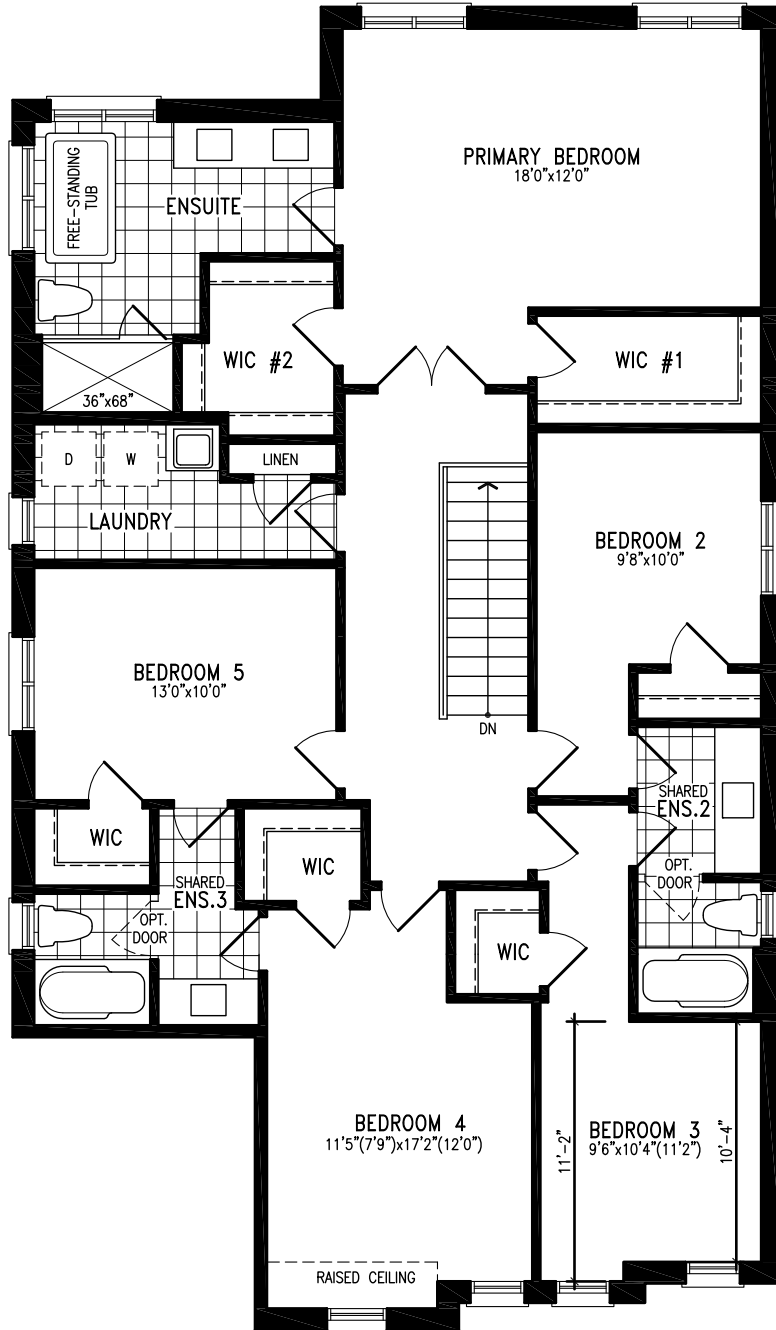 PRIMARY BEDROOM
18'0"x12'0"
FREE-STANDING
TUB
ENSUITE
WIC #2
WIC #1
36"x68"
D
W
LINEN
LAUNDRY
BEDROOM 2
9'8"x10'0"
BEDROOM 5
13'0"x10'0"
DN
SHARED
ENS.2
OPT.
DOOR
WIC
WIC
SHARED
ENS.3
OPT.
DOOR
WIC
BEDROOM 4
11'5"(7'9")x17'2"(12'0")
BEDROOM 3
9'6"x10'4"(11'2")
11'-2"
10'-4"
RAISED CEILING